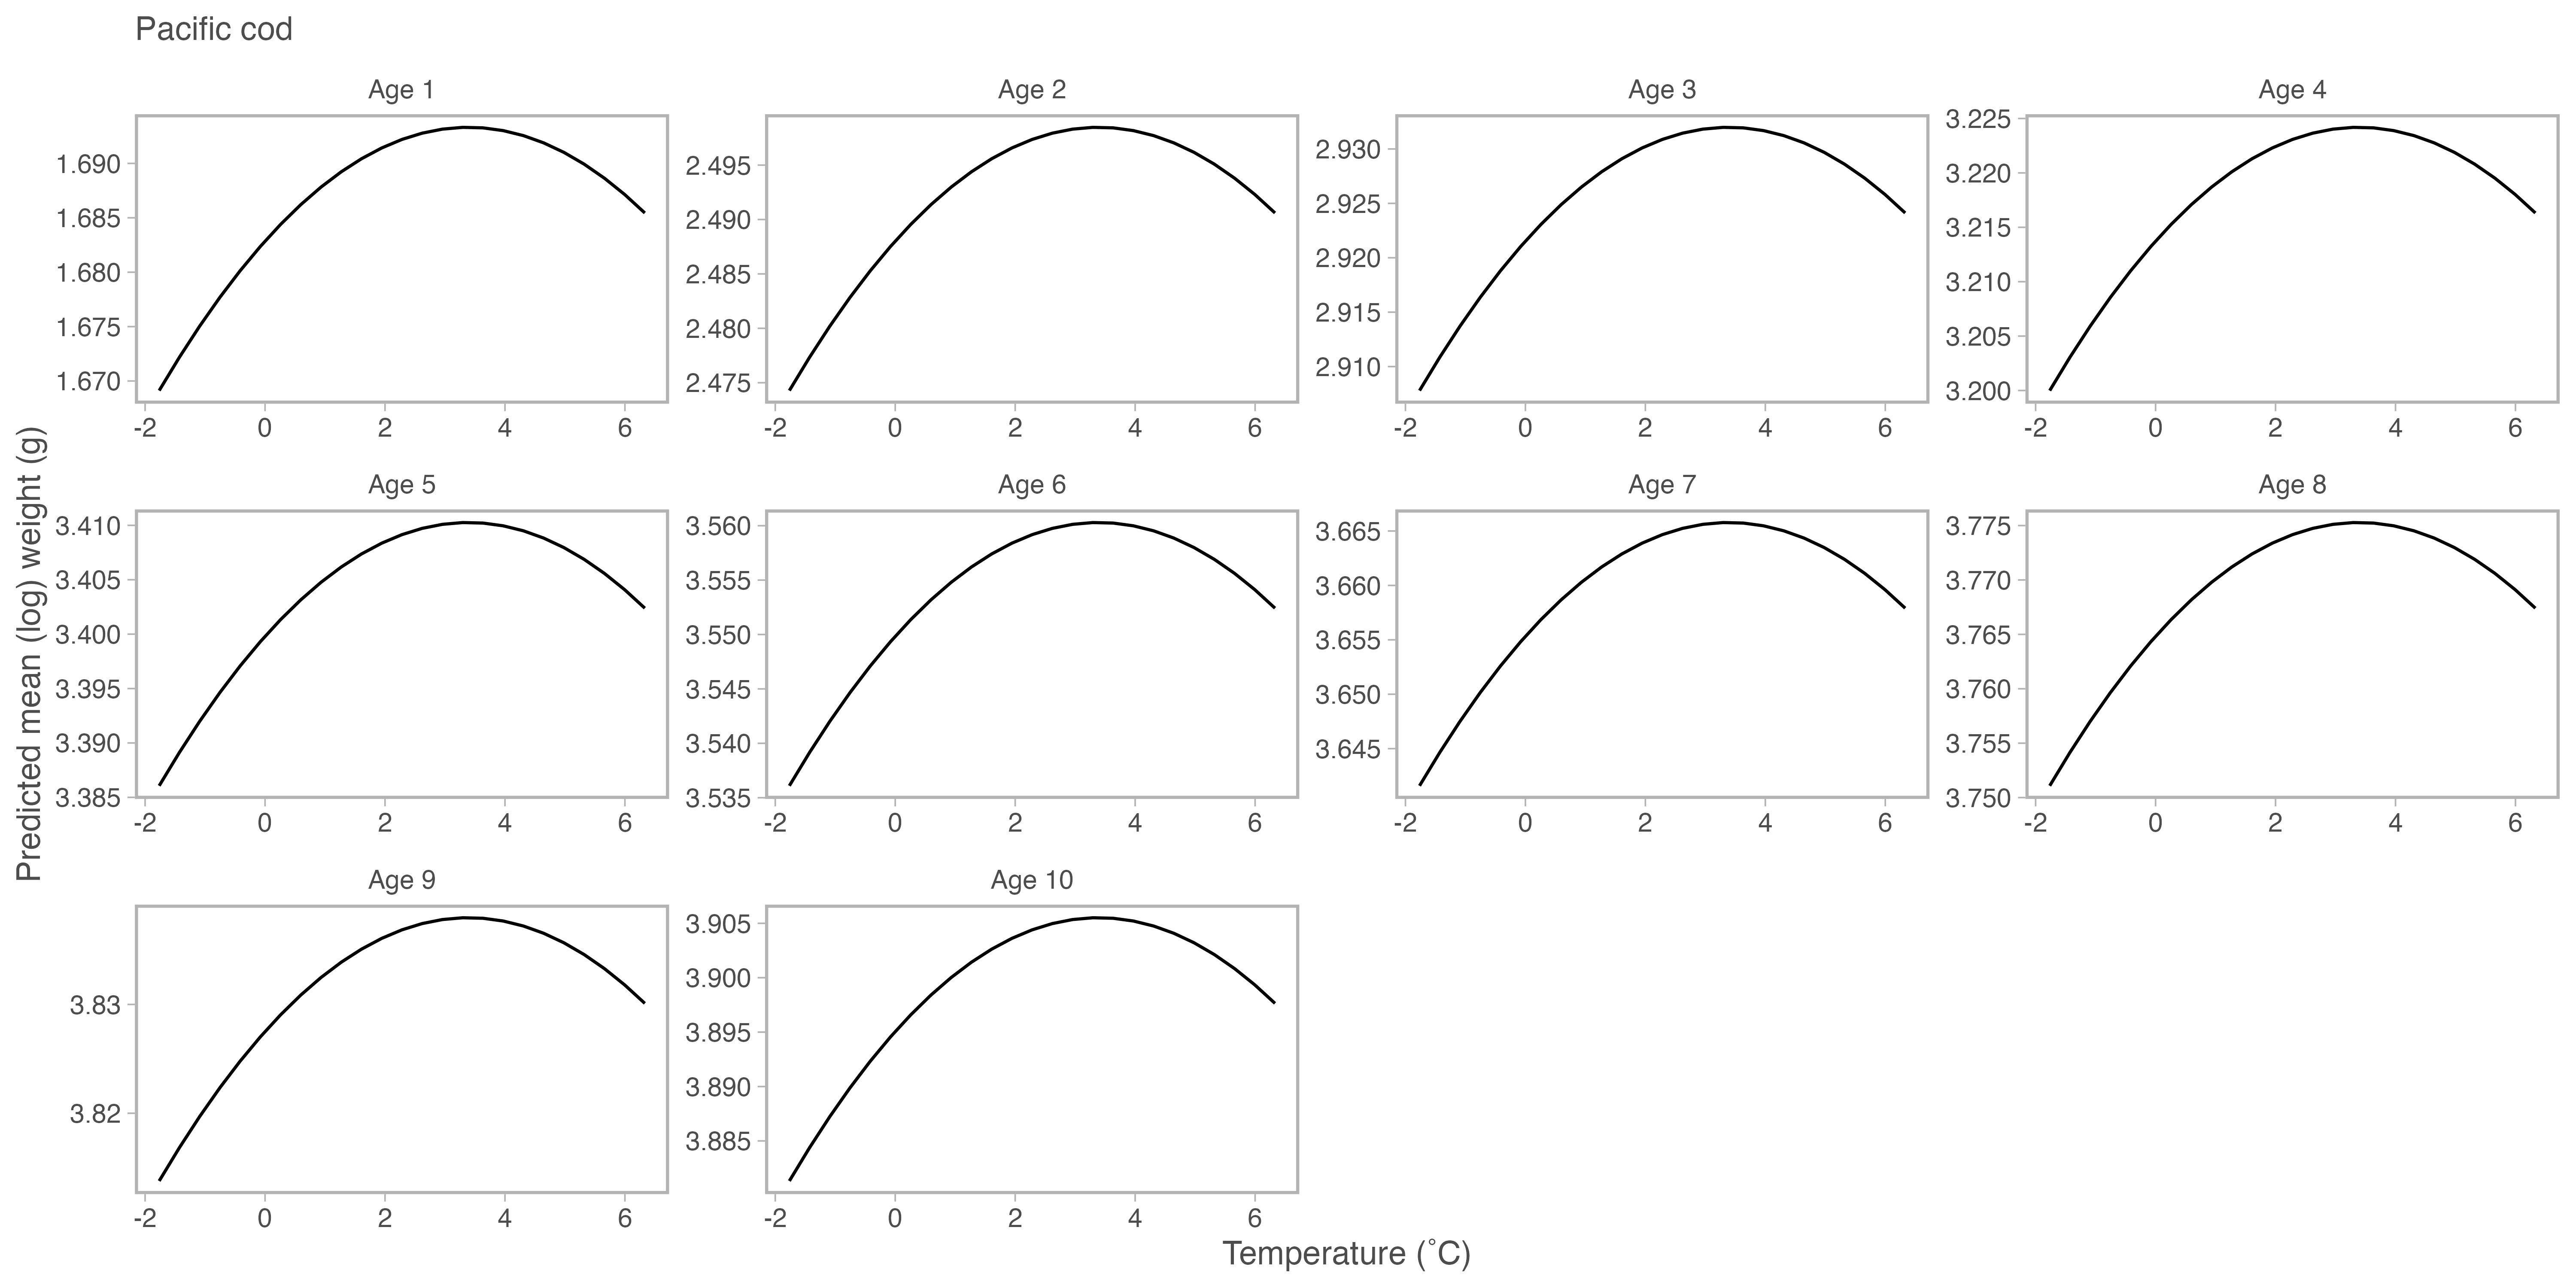 Pacific cod
Age 1
Age 2
Age 3
Age 4
1.690
1.685
1.680
1.675
1.670
2.495
2.490
2.485
2.480
2.475
2.930
2.925
2.920
2.915
2.910
3.225
3.220
3.215
3.210
3.205
3.200
-2 0 2 4 6
-2 0 2 4 6
-2 0 2 4 6
-2 0 2 4 6
Predicted mean (log) weight (g)
Age 5
Age 6
Age 7
Age 8
3.410
3.405
3.400
3.395
3.390
3.385
3.560
3.555
3.550
3.545
3.540
3.535
3.665
3.660
3.655
3.650
3.645
3.775
3.770
3.765
3.760
3.755
3.750
-2 0 2 4 6
-2 0 2 4 6
-2 0 2 4 6
-2 0 2 4 6
Age 9
Age 10
3.83
3.82
3.905
3.900
3.895
3.890
3.885
-2 0 2 4 6
-2 0 2 4 6
Temperature (˚C)